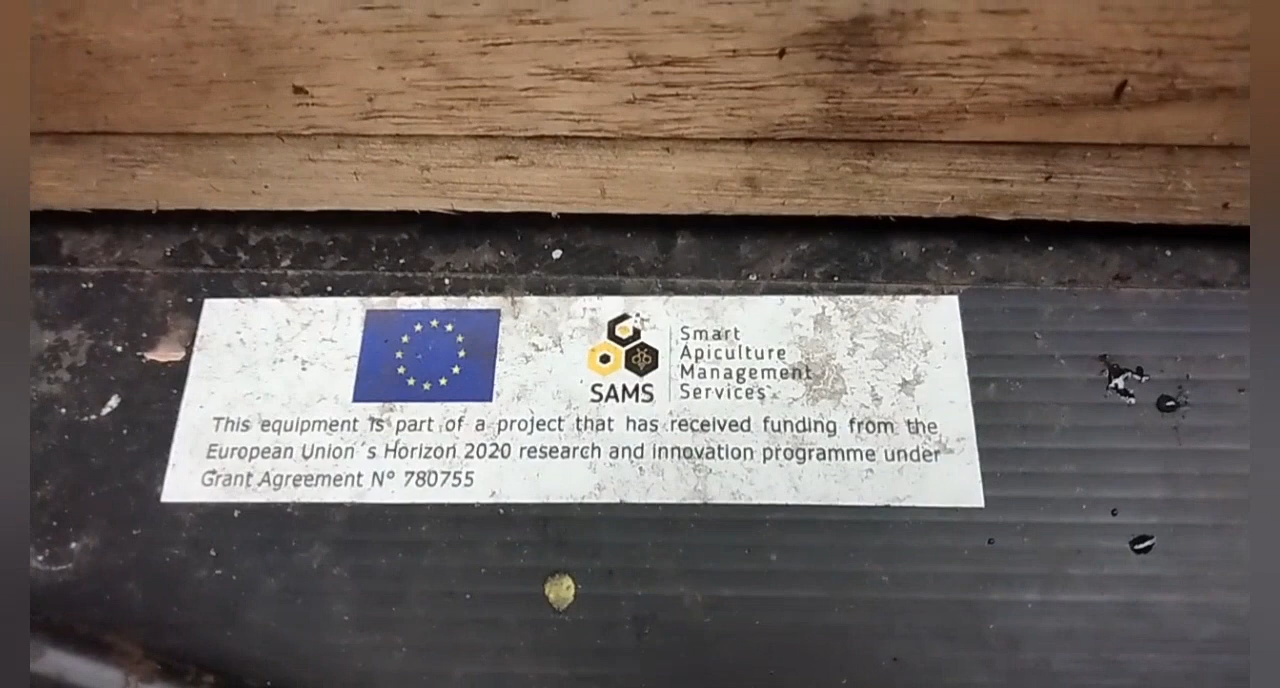 SAMS
Smart
Apiculture
Management
Services
This equipment is part of a project that has received funding from the
European Union´s Horizon 2020 research and innovation programme under
Grant Agreement N° 780755